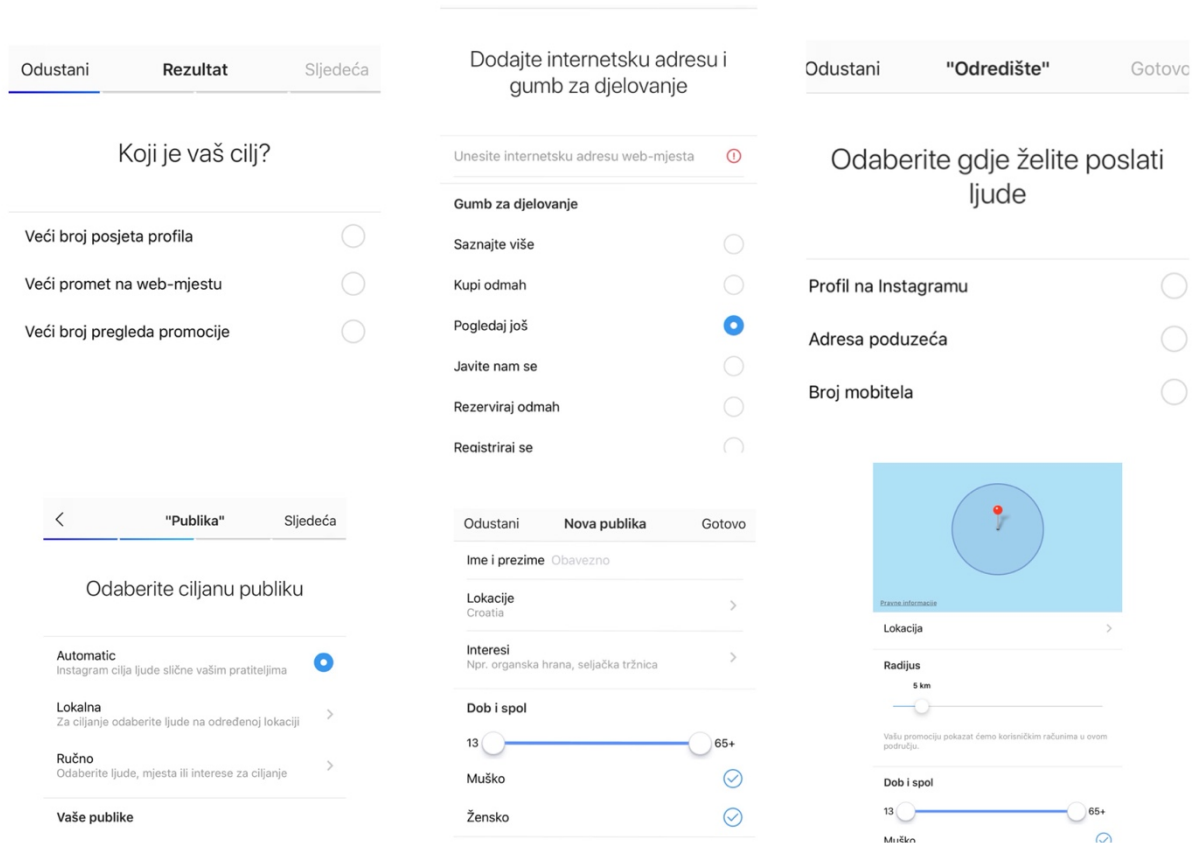 Odustani Rezultat Sljedeća
Koji je vaš cilj?
Veći broj posjeta profila
Veći promet na web-mjestu
Veći broj pregleda promocije
Dodajte internetsku adresu i
gumb za djelovanje
Unesite internetsku adresu web-mjesta
Gumb za djelovanje
Saznajte više
Kupi odmah
Pogledaj još
Javite nam se
Rezerviraj odmah
Registriraj se
Odustani "Odredište" Gotovo
Odaberite gdje želite poslati
ljude
Profil na Instagramu
Adresa poduzeća
Broj mobitela
"Publika" Sljedeća
Odaberite ciljanu publiku
Automatic
Instagram cilja ljude slične vašim pratiteljima
Lokalna
Za ciljanje odaberite ljude na određenoj lokaciji
Ručno
Odaberite ljude, mjesta ili interese za ciljanje
Vaše publike
Odustani Nova publika Gotovo
Ime i prezime Obavezno
Lokacije
Croatia
Interesi
Npr. organska hrana, seljačka tržnica
Dob i spol
13 65+
Muško
Žensko
Pravne informacije
Lokacija
Radijus
5 km
Vašu promociju pokazat ćemo korisničkim računima u ovom
području.
Dob i spol
13 65+
Muško